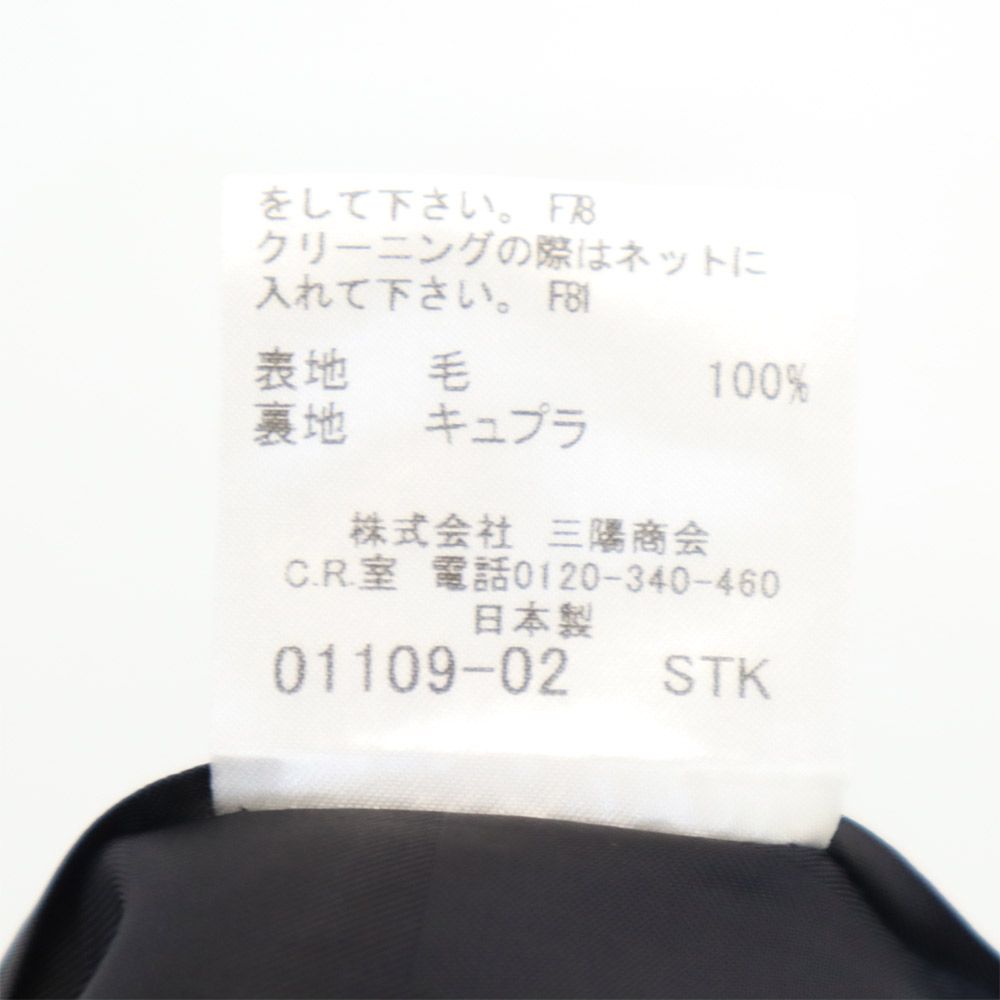 をして下さい。 F78
クリーニングの際はネットに
入れて下さい。 F81
表地 毛 100%
裏地 キュプラ
株式会社 三陽商会
C.R.室 電話0120-340-460
日本製
01109-02 STK